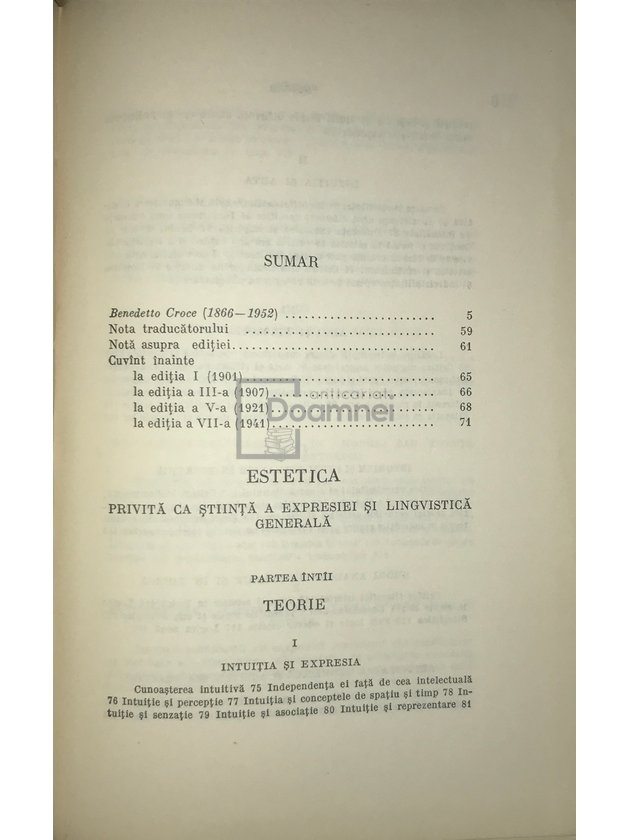 SUMAR
Benedetto Croce (1866—1952) ........................ 5
Nota traducătorului ............................... 59
Notă asupra ediției................................. 61
Cuvînt înainte
la ediția I (1901)............................ 65
la ediția a III-a (1907)....................... 66
la ediția a V-a (1921)........................ 68
la ediția a VII-a (1941)....................... 71
anticariat
Doamnei
ESTETICA
PRIVITĂ CA ȘTIINȚĂ A EXPRESIEI ȘI LINGVISTICĂ
GENERALĂ
PARTEA ÎNTÎI
TEORIE
I
INTUIȚIA ȘI EXPRESIA
Cunoașterea intuitivă 75 Independența ei față de cea intelectuală
76 Intuiție și percepție 77 Intuiția și conceptele de spațiu și timp 78 In-
tuiție și senzație 79 Intuiție și asociație 80 Intuiție și reprezentare 81